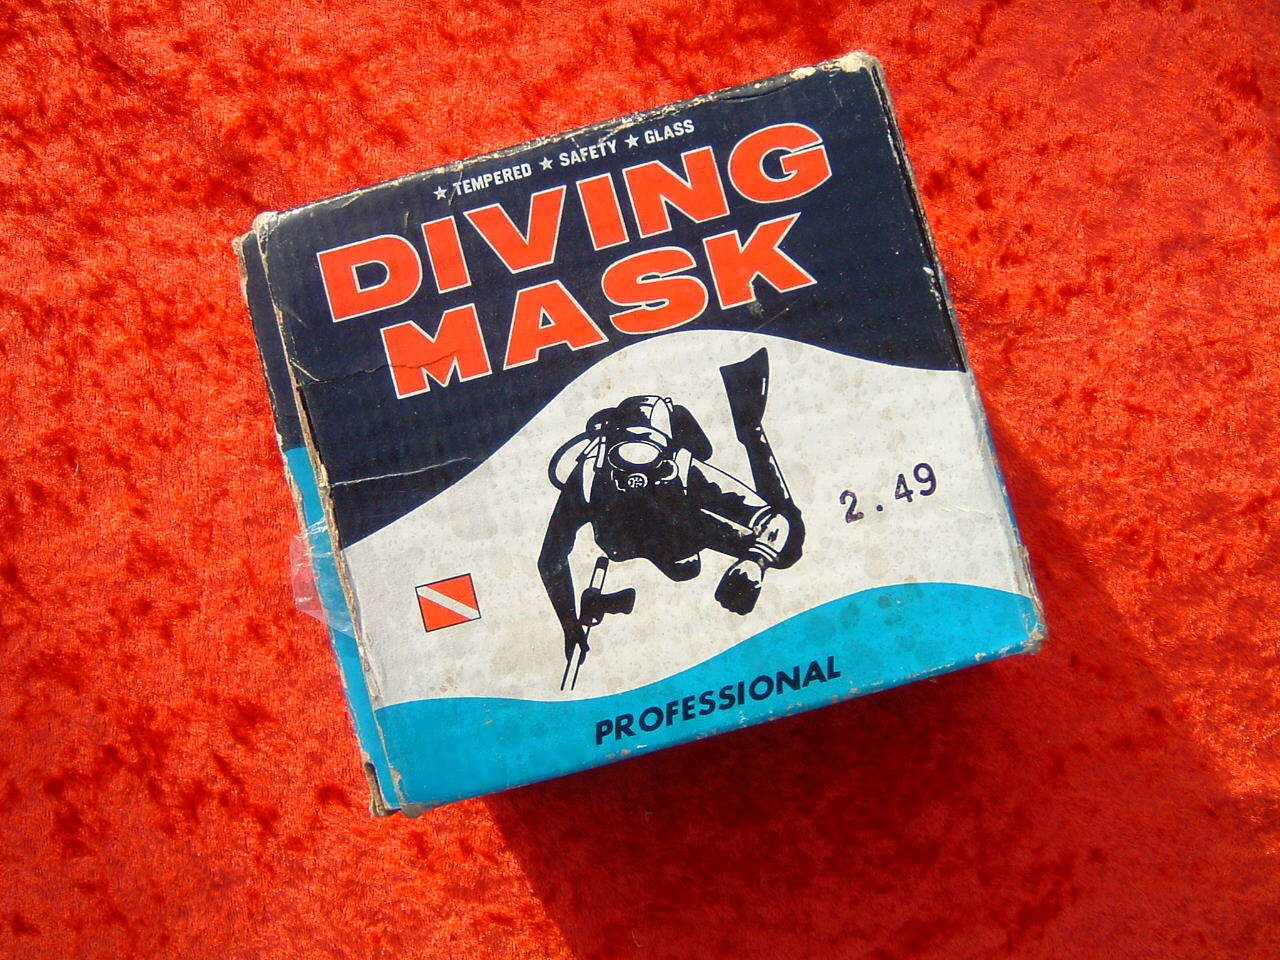 ★ TEMPERED ★ SAFETY ★ GLASS
DIVING
MASK
2.49
PROFESSIONAL